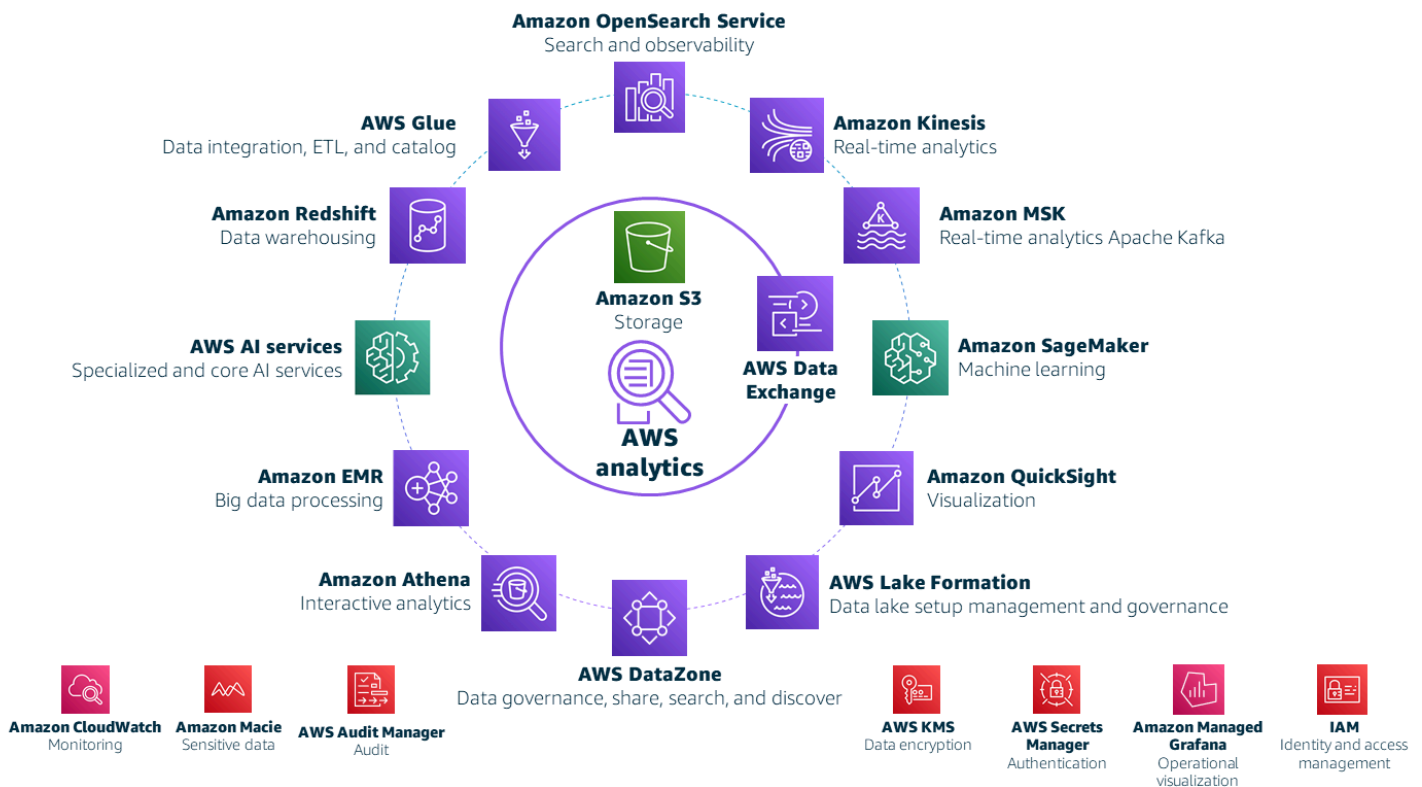 Amazon OpenSearch Service
Search and observability
AWS Glue
Data integration, ETL, and catalog
Amazon Kinesis
Real-time analytics
Amazon Redshift
Data warehousing
K
Amazon MSK
Real-time analytics Apache Kafka
Amazon S3
Storage
AWS Data
Exchange
AWS AI services
Specialized and core AI services
Amazon SageMaker
Machine learning
AWS
analytics
Amazon EMR
Big data processing
Amazon QuickSight
Visualization
Amazon Athena
Interactive analytics
AWS Lake Formation
Data lake setup management and governance
AWS DataZone
Data governance, share, search, and discover
Amazon CloudWatch
Monitoring
Amazon Macie
Sensitive data
AWS Audit Manager
Audit
AWS KMS
Data encryption
AWS Secrets
Manager
Authentication
Amazon Managed
Grafana
Operational
visualization
IAM
Identity and access
management